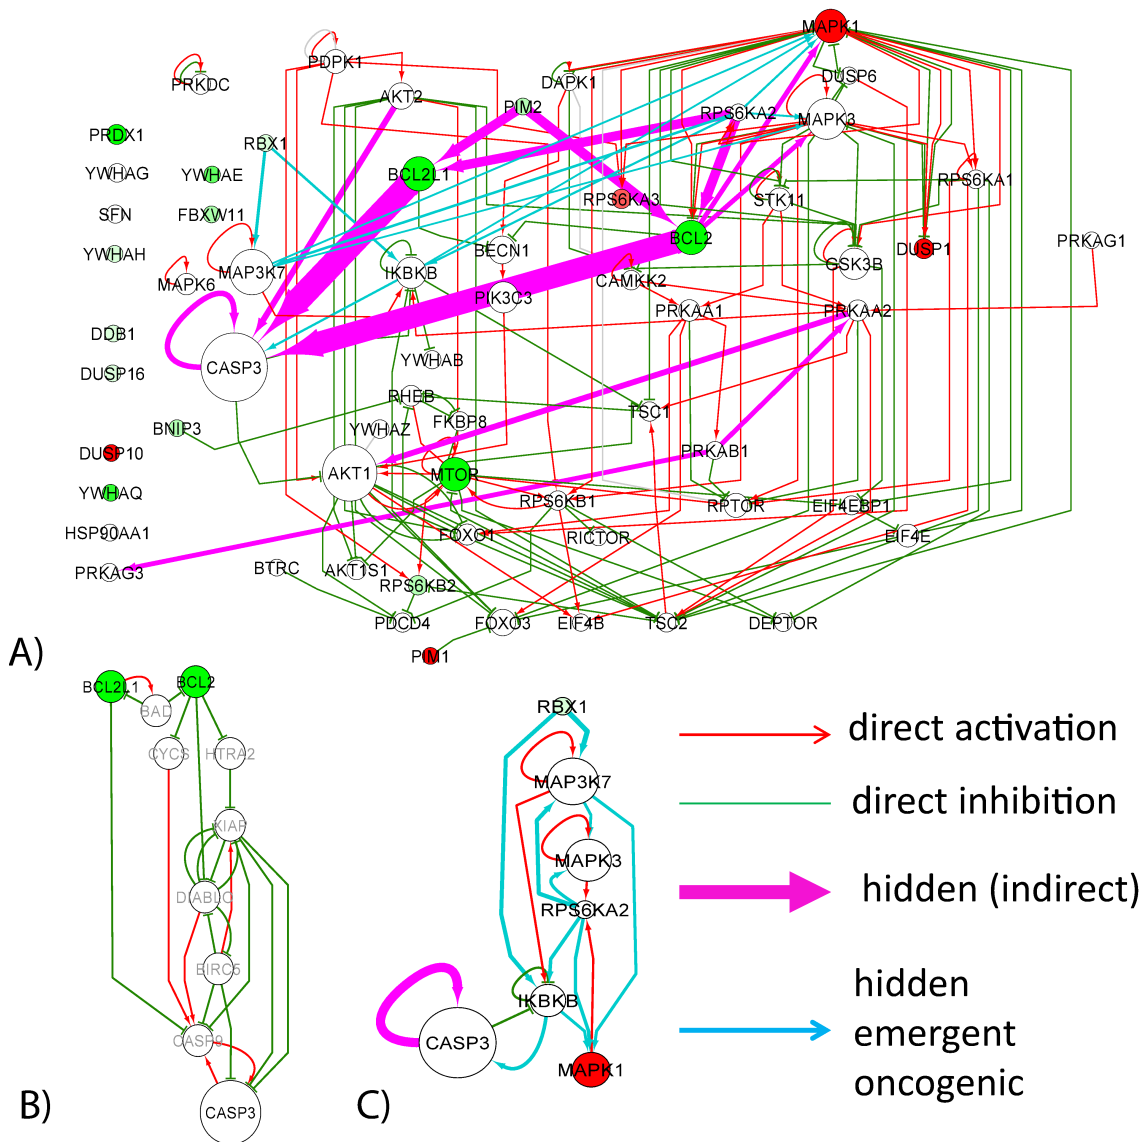 MAPK1
PDPK1
PRKDC
DAPK1
DUSP6
AKT2
PIM2
RPS6KA2
MAPK3
PRDX1
RBX1
YWHAG
YWHAE
BCL2L1
RPS6KA3
STK11
RPS6KA1
SFN
FBXW11
BCL2
DUSP1
PRKAG1
YWHAH
MAP3K7
IKBKB
BECN1
GSK3B
MAPK6
PIK3C3
CAMKK2
PRKAA1
PRKAA2
DDB1
CASP3
YWHAB
DUSP16
RHEB
TSC1
BNIP3
YWHAZ
FKBP8
DUSP10
AKT1
MTOR
PRKAB1
YWHAQ
RPS6KB1
RPTOR
EIF4EBP1
HSP90AA1
FOXO1
RICTOR
EIF4E
PRKAG3
BTRC
AKT1S1
RPS6KB2
PDCD4
FOXO3
EIF4B
TSC2
DEPTOR
A)
PIM1
BCL2L1
BCL2
BAD
CYCS
HTRA2
XIAP
DIABLO
BIRC5
CASP9
CASP3
B)
RBX1
MAP3K7
MAPK3
RPS6KA2
IKBKB
CASP3
MAPK1
C)
direct activation
direct inhibition
hidden (indirect)
hidden
emergent
oncogenic